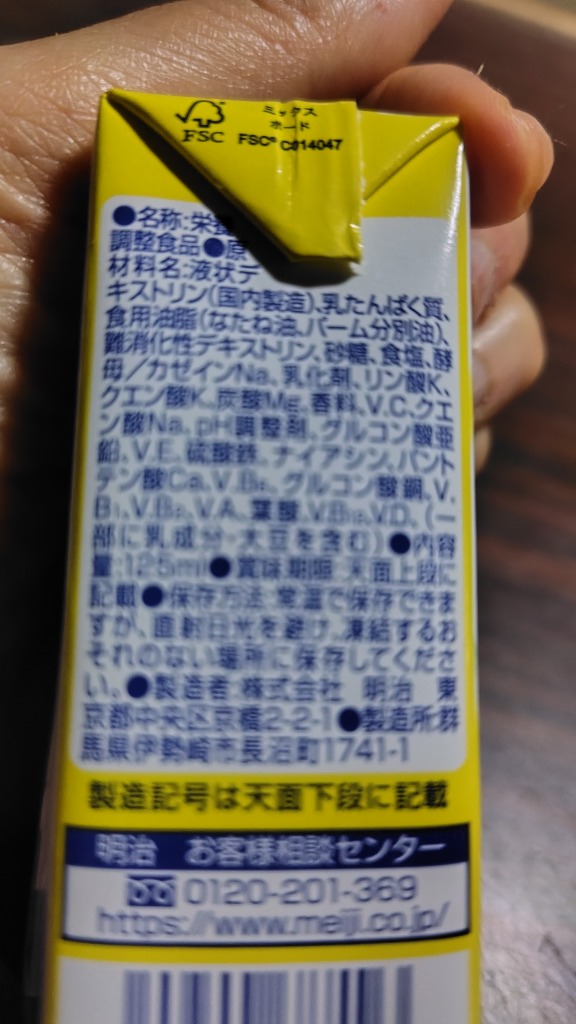 FSC
ミックス
ボード
FSC® C014047
●名称:栄養
調整食品●原
材料名:液状デ
キストリン(国内製造)、乳たんぱく質、
食用油脂(なたね油、パーム分別油)、
難消化性デキストリン、砂糖、食塩、酵
母/カゼインNa、乳化剤、リン酸K、
クエン酸K、炭酸Mg、香料、V.C、クエ
ン酸Na、pH調整剤、グルコン酸亜
鉛、V.E、硫酸鉄、ナイアシン、パント
テン酸Ca、V.B₆、グルコン酸銅、V.
B₁、V.B₂、V.A、葉酸、V.B₁₂、V.D、(一
部に乳成分・大豆を含む)●内容
量:125ml●賞味期限:天面上段に
記載●保存方法:常温で保存できま
すが、直射日光を避け、凍結するお
それのない場所に保存してくださ
い。●製造者:株式会社 明治 東
京都中央区京橋2-2-1●製造所:群
馬県伊勢崎市長沼町1741-1
製造記号は天面下段に記載
明治 お客様相談センター
0120-201-369
https://www.meiji.co.jp/